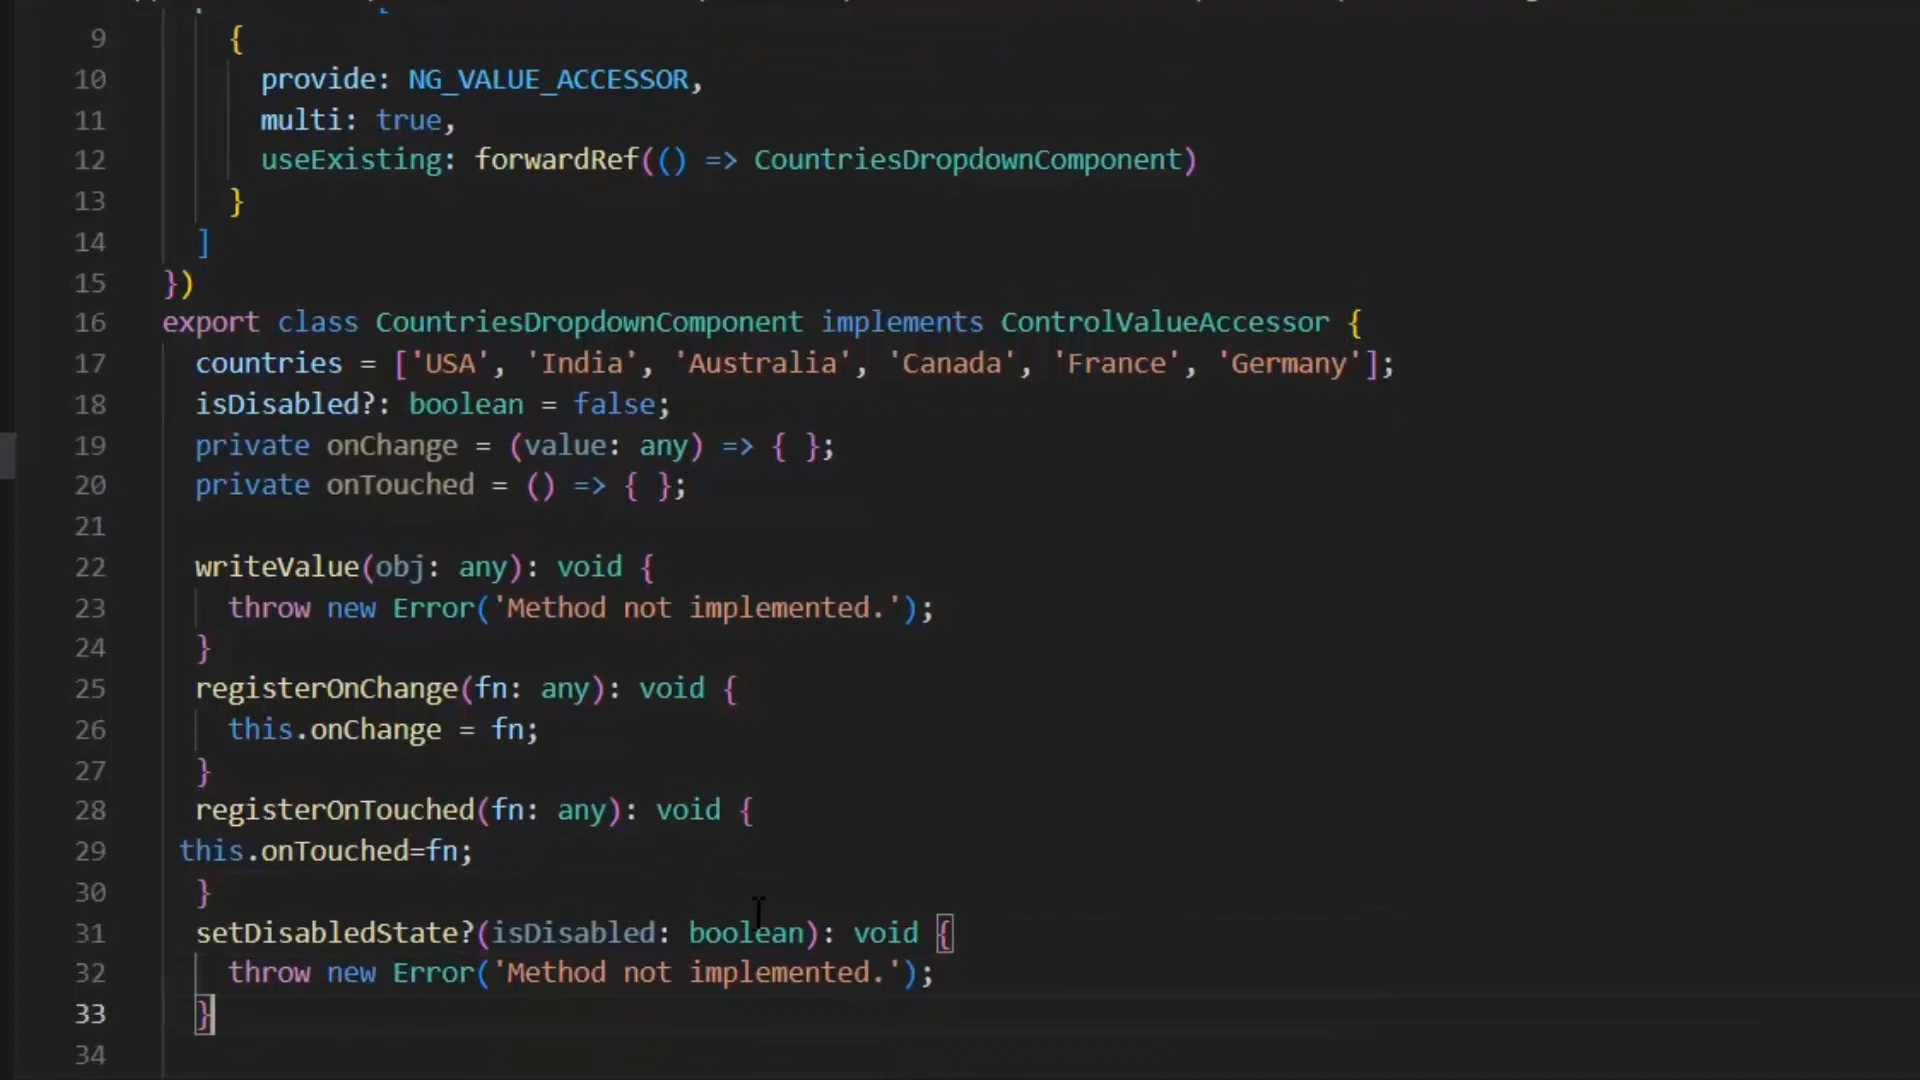 9 {
10 provide: NG_VALUE_ACCESSOR,
11 multi: true,
12 useExisting: forwardRef(() => CountriesDropdownComponent)
13 }
14 ]
15 })
16 export class CountriesDropdownComponent implements ControlValueAccessor {
17 countries = ['USA', 'India', 'Australia', 'Canada', 'France', 'Germany'];
18 isDisabled?: boolean = false;
19 private onChange = (value: any) => { };
20 private onTouched = () => { };
21
22 writeValue(obj: any): void {
23 throw new Error('Method not implemented.');
24 }
25 registerOnChange(fn: any): void {
26 this.onChange = fn;
27 }
28 registerOnTouched(fn: any): void {
29 this.onTouched=fn;
30 }
31 setDisabledState?(isDisabled: boolean): void {
32 throw new Error('Method not implemented.');
33 }
34